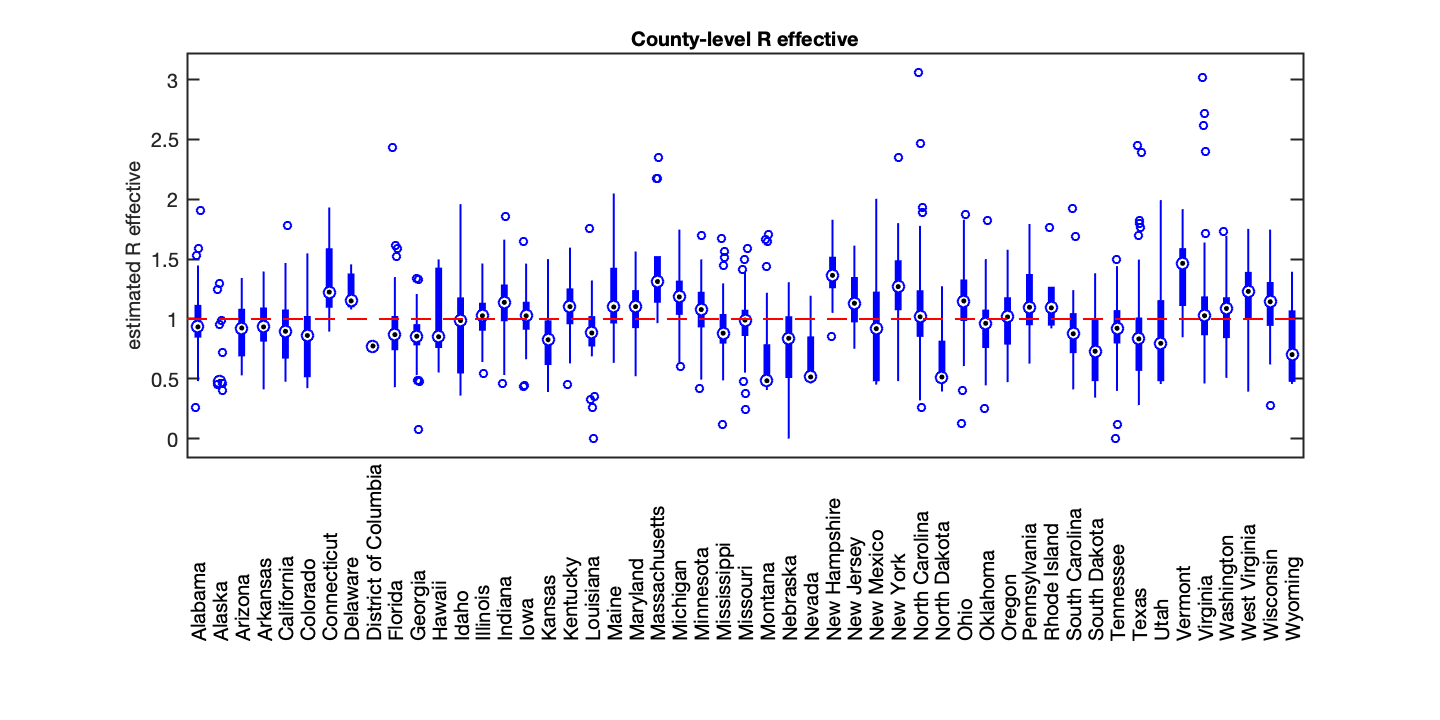 County-level R effective
estimated R effective
3
2.5
2
1.5
1
0.5
0
Alabama
Alaska
Arizona
Arkansas
California
Colorado
Connecticut
Delaware
District of Columbia
Florida
Georgia
Hawaii
Idaho
Illinois
Indiana
Iowa
Kansas
Kentucky
Louisiana
Maine
Maryland
Massachusetts
Michigan
Minnesota
Mississippi
Missouri
Montana
Nebraska
Nevada
New Hampshire
New Jersey
New Mexico
New York
North Carolina
North Dakota
Ohio
Oklahoma
Oregon
Pennsylvania
Rhode Island
South Carolina
South Dakota
Tennessee
Texas
Utah
Vermont
Virginia
Washington
West Virginia
Wisconsin
Wyoming